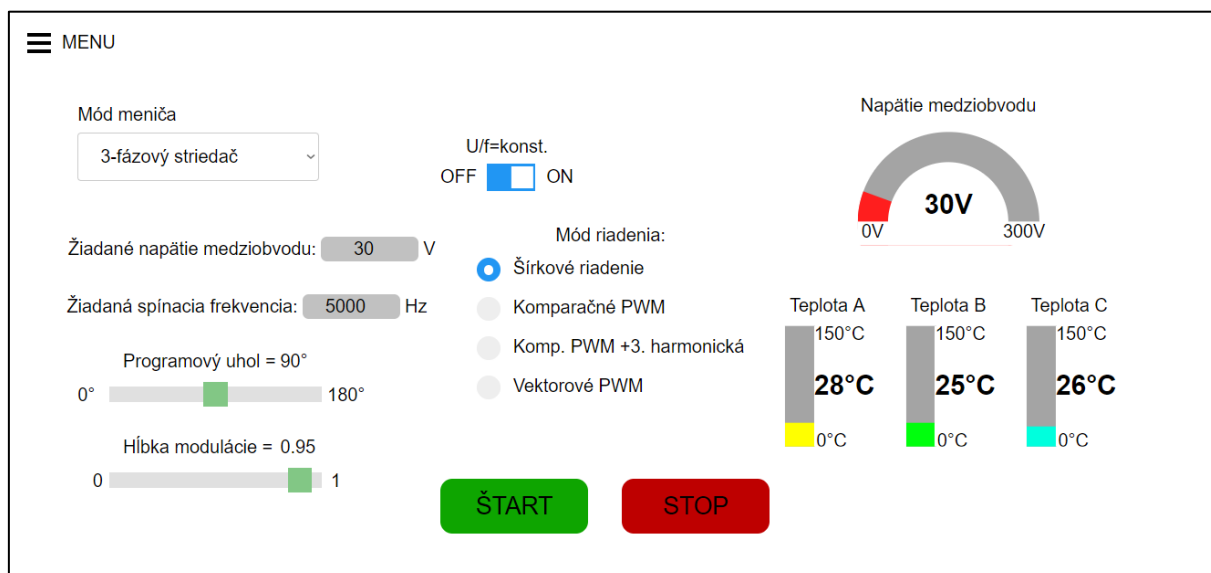 MENU
Mód meniča
3-fázový striedač
Žiadané napätie medziobvodu: 30 V
Žiadaná spínacia frekvencia: 5000 Hz
Programový uhol = 90°
0° 180°
Hĺbka modulácie = 0.95
0 1
U/f=konst.
OFF ON
Mód riadenia:
Šírkové riadenie
Komparačné PWM
Komp. PWM +3. harmonická
Vektorové PWM
ŠTART STOP
Napätie medziobvodu
30V
0V 300V
Teplota A Teplota B Teplota C
150°C 150°C 150°C
28°C 25°C 26°C
0°C 0°C 0°C